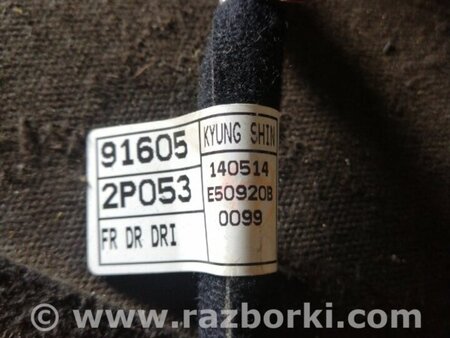 91605
2P053
FR DR DRI
KYUNG SHIN
140514
E50920B
0099
© www.razborki.com